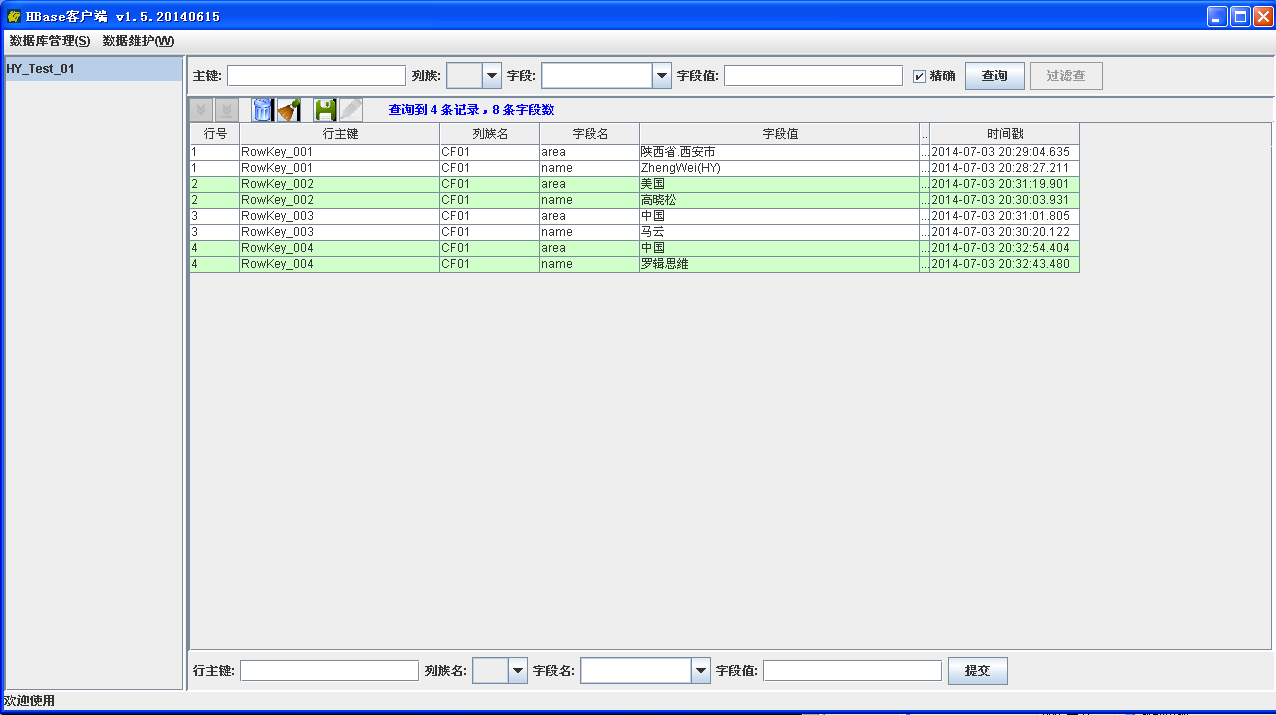 HBase客户端 v1.5.20140615
数据库管理(S) 数据维护(W)
HY_Test_01
主键: 列族: 字段: 字段值: 精确 查询 过滤查
查询到 4 条记录，8 条字段数
行号 行主键 列族名 字段名 字段值 .. 时间戳
1 RowKey_001 CF01 area 陕西省.西安市 ... 2014-07-03 20:29:04.635
1 RowKey_001 CF01 name ZhengWei(HY) ... 2014-07-03 20:28:27.211
2 RowKey_002 CF01 area 美国 ... 2014-07-03 20:31:19.901
2 RowKey_002 CF01 name 高晓松 ... 2014-07-03 20:30:03.931
3 RowKey_003 CF01 area 中国 ... 2014-07-03 20:31:01.805
3 RowKey_003 CF01 name 马云 ... 2014-07-03 20:30:20.122
4 RowKey_004 CF01 area 中国 ... 2014-07-03 20:32:54.404
4 RowKey_004 CF01 name 罗辑思维 ... 2014-07-03 20:32:43.480
行主键: 列族名: 字段名: 字段值: 提交
欢迎使用